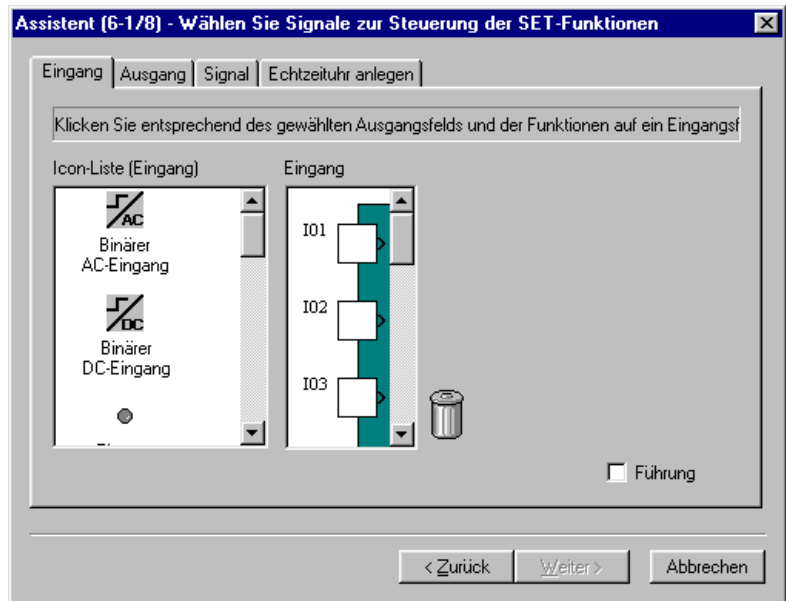 Assistent (6-1/8) - Wählen Sie Signale zur Steuerung der SET-Funktionen
Eingang Ausgang Signal Echtzeituhr anlegen
Klicken Sie entsprechend des gewählten Ausgangsfelds und der Funktionen auf ein
Icon-Liste (Eingang) Eingang
AC
Binärer
AC-Eingang
DC
Binärer
DC-Eingang
I01
I02
I03
Führung
< Zurück Weiter > Abbrechen